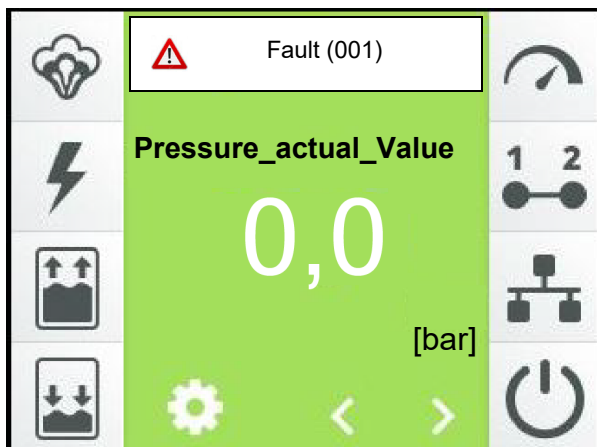 Fault (001)
Pressure_actual_Value
1 2
0,0
[bar]